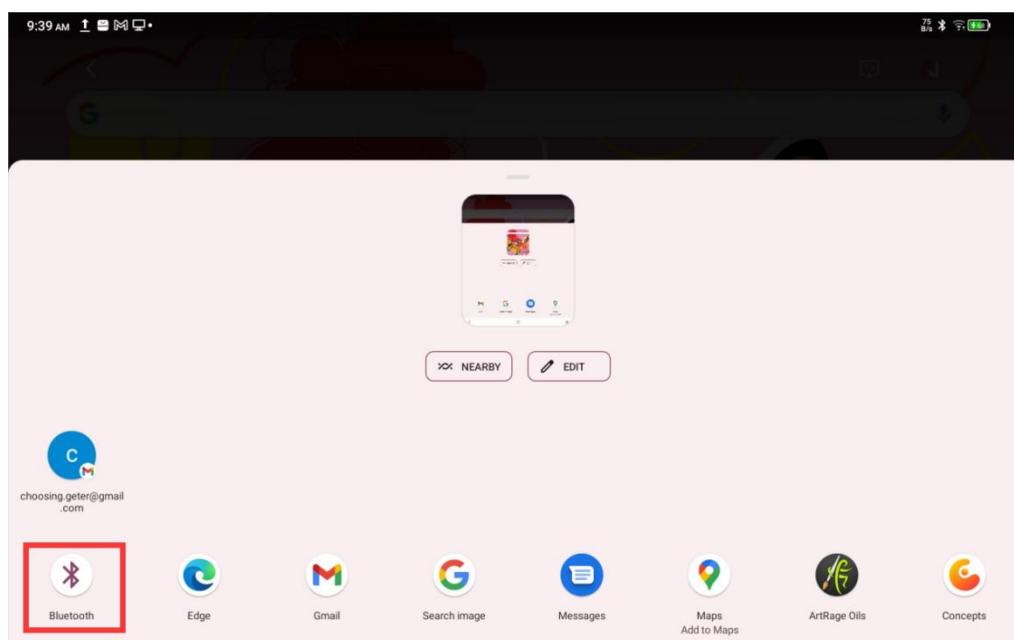 9:39 AM
75
B/s
NEARBY
EDIT
C
choosing.geter@gmail
.com
Bluetooth
Edge
Gmail
Search image
Messages
Maps
Add to Maps
ArtRage Oils
Concepts